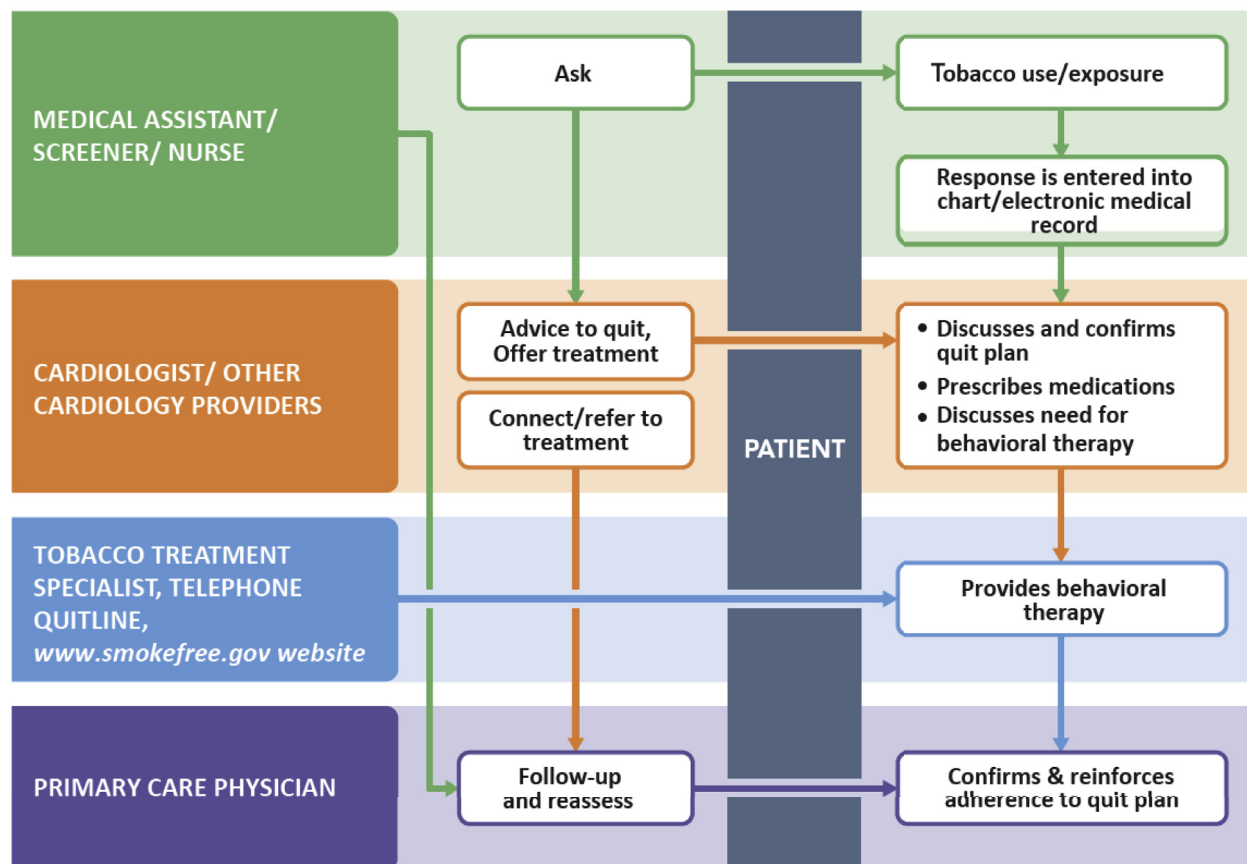 MEDICAL ASSISTANT/
SCREENER/ NURSE
Ask
Tobacco use/exposure
Response is entered into
chart/electronic medical
record
CARDIOLOGIST/ OTHER
CARDIOLOGY PROVIDERS
Advice to quit,
Offer treatment
Connect/refer to
treatment
PATIENT
• Discusses and confirms
quit plan
• Prescribes medications
• Discusses need for
behavioral therapy
TOBACCO TREATMENT
SPECIALIST, TELEPHONE
QUITLINE,
www.smokefree.gov website
Provides behavioral
therapy
PRIMARY CARE PHYSICIAN
Follow-up
and reassess
Confirms & reinforces
adherence to quit plan